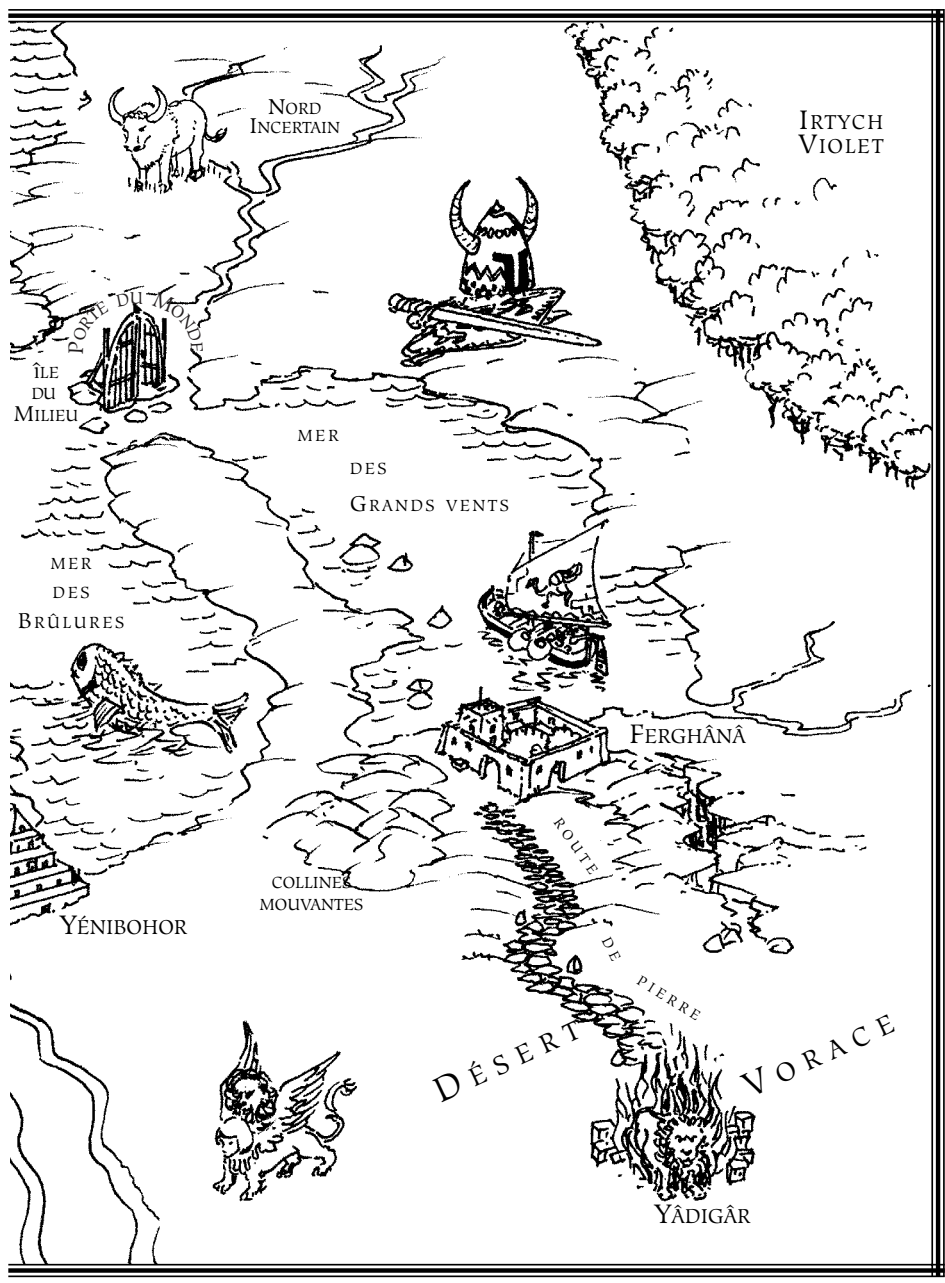 NORD
INCERTAIN
IRTYCH
VIOLET
PORTE DU MONDE
ÎLE
DU
MILIEU
MER
DES
GRANDS VENTS
MER
DES
BRÛLURES
FERGHÂNÂ
ROUTE
DE
PIERRE
COLLINES
MOUVANTES
YÉNIBOHOR
DÉSERT VORACE
YÂDIGÂR